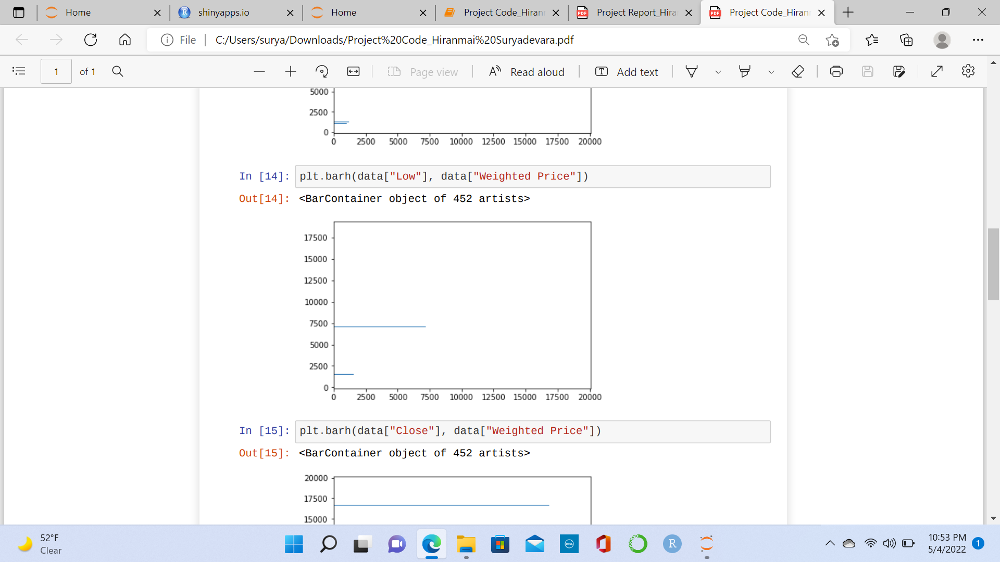 Home
shinyapps.io
Home
Project Code_Hiran
Project Report_Hira
Project Code_Hiran
File
C:/Users/surya/Downloads/Project%20Code_Hiranmai%20Suryadevara.pdf
1
of 1
Page view
Read aloud
Add text
5000
2500
0
0 2500 5000 7500 10000 12500 15000 17500 20000
In [14]: plt.barh(data["Low"], data["Weighted Price"])
Out[14]: <BarContainer object of 452 artists>
17500
15000
12500
10000
7500
5000
2500
0
0 2500 5000 7500 10000 12500 15000 17500 20000
In [15]: plt.barh(data["Close"], data["Weighted Price"])
Out[15]: <BarContainer object of 452 artists>
20000
17500
15000
52°F
Clear
10:53 PM
5/4/2022
1